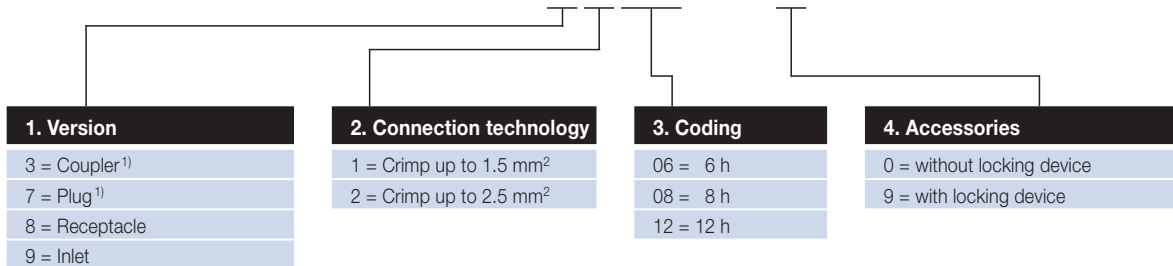 1. Version
3 = Coupler 1)
7 = Plug 1)
8 = Receptacle
9 = Inlet
2. Connection technology
1 = Crimp up to 1.5 mm²
2 = Crimp up to 2.5 mm²
3. Coding
06 = 6 h
08 = 8 h
12 = 12 h
4. Accessories
0 = without locking device
9 = with locking device